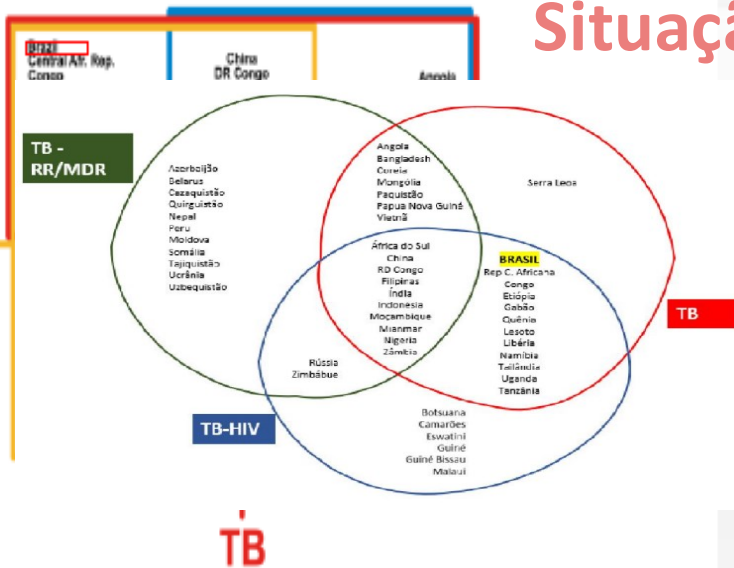 Situaçã
Brazil
Central Afr. Rep.
Congo
China
DR Congo
Angola
TB -
RR/MDR
Azerbaijão
Belarus
Cazaquistão
Quirguistão
Nepal
Peru
Moldova
Somália
Tajiquistão
Ucrânia
Uzbequistão
Angola
Bangladesh
Coreia
Mongólia
Paquistão
Papua Nova Guiné
Vietnã
Serra Leoa
África do Sul
China
RD Congo
Filipinas
Índia
Indonésia
Moçambique
Mianmar
Nigeria
Zâmbia
BRASIL
Rep C. Africana
Congo
Etiópia
Gabão
Quênia
Lesoto
Libéria
Namíbia
Tailândia
Uganda
Tanzânia
TB
Rússia
Zimbábue
TB-HIV
Botsuana
Camarões
Eswatini
Guiné
Guiné Bissau
Malaui
TB